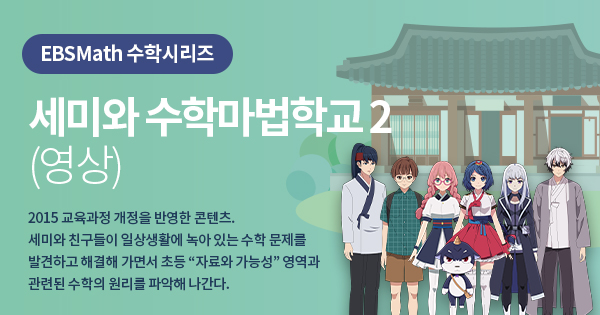 EBSMath 수학시리즈
세미와 수학마법학교 2
(영상)
2015 교육과정 개정을 반영한 콘텐츠.
세미와 친구들이 일상생활에 녹아 있는 수학 문제를
발견하고 해결해 가면서 초등 “자료와 가능성” 영역과
관련된 수학의 원리를 파악해 나간다.